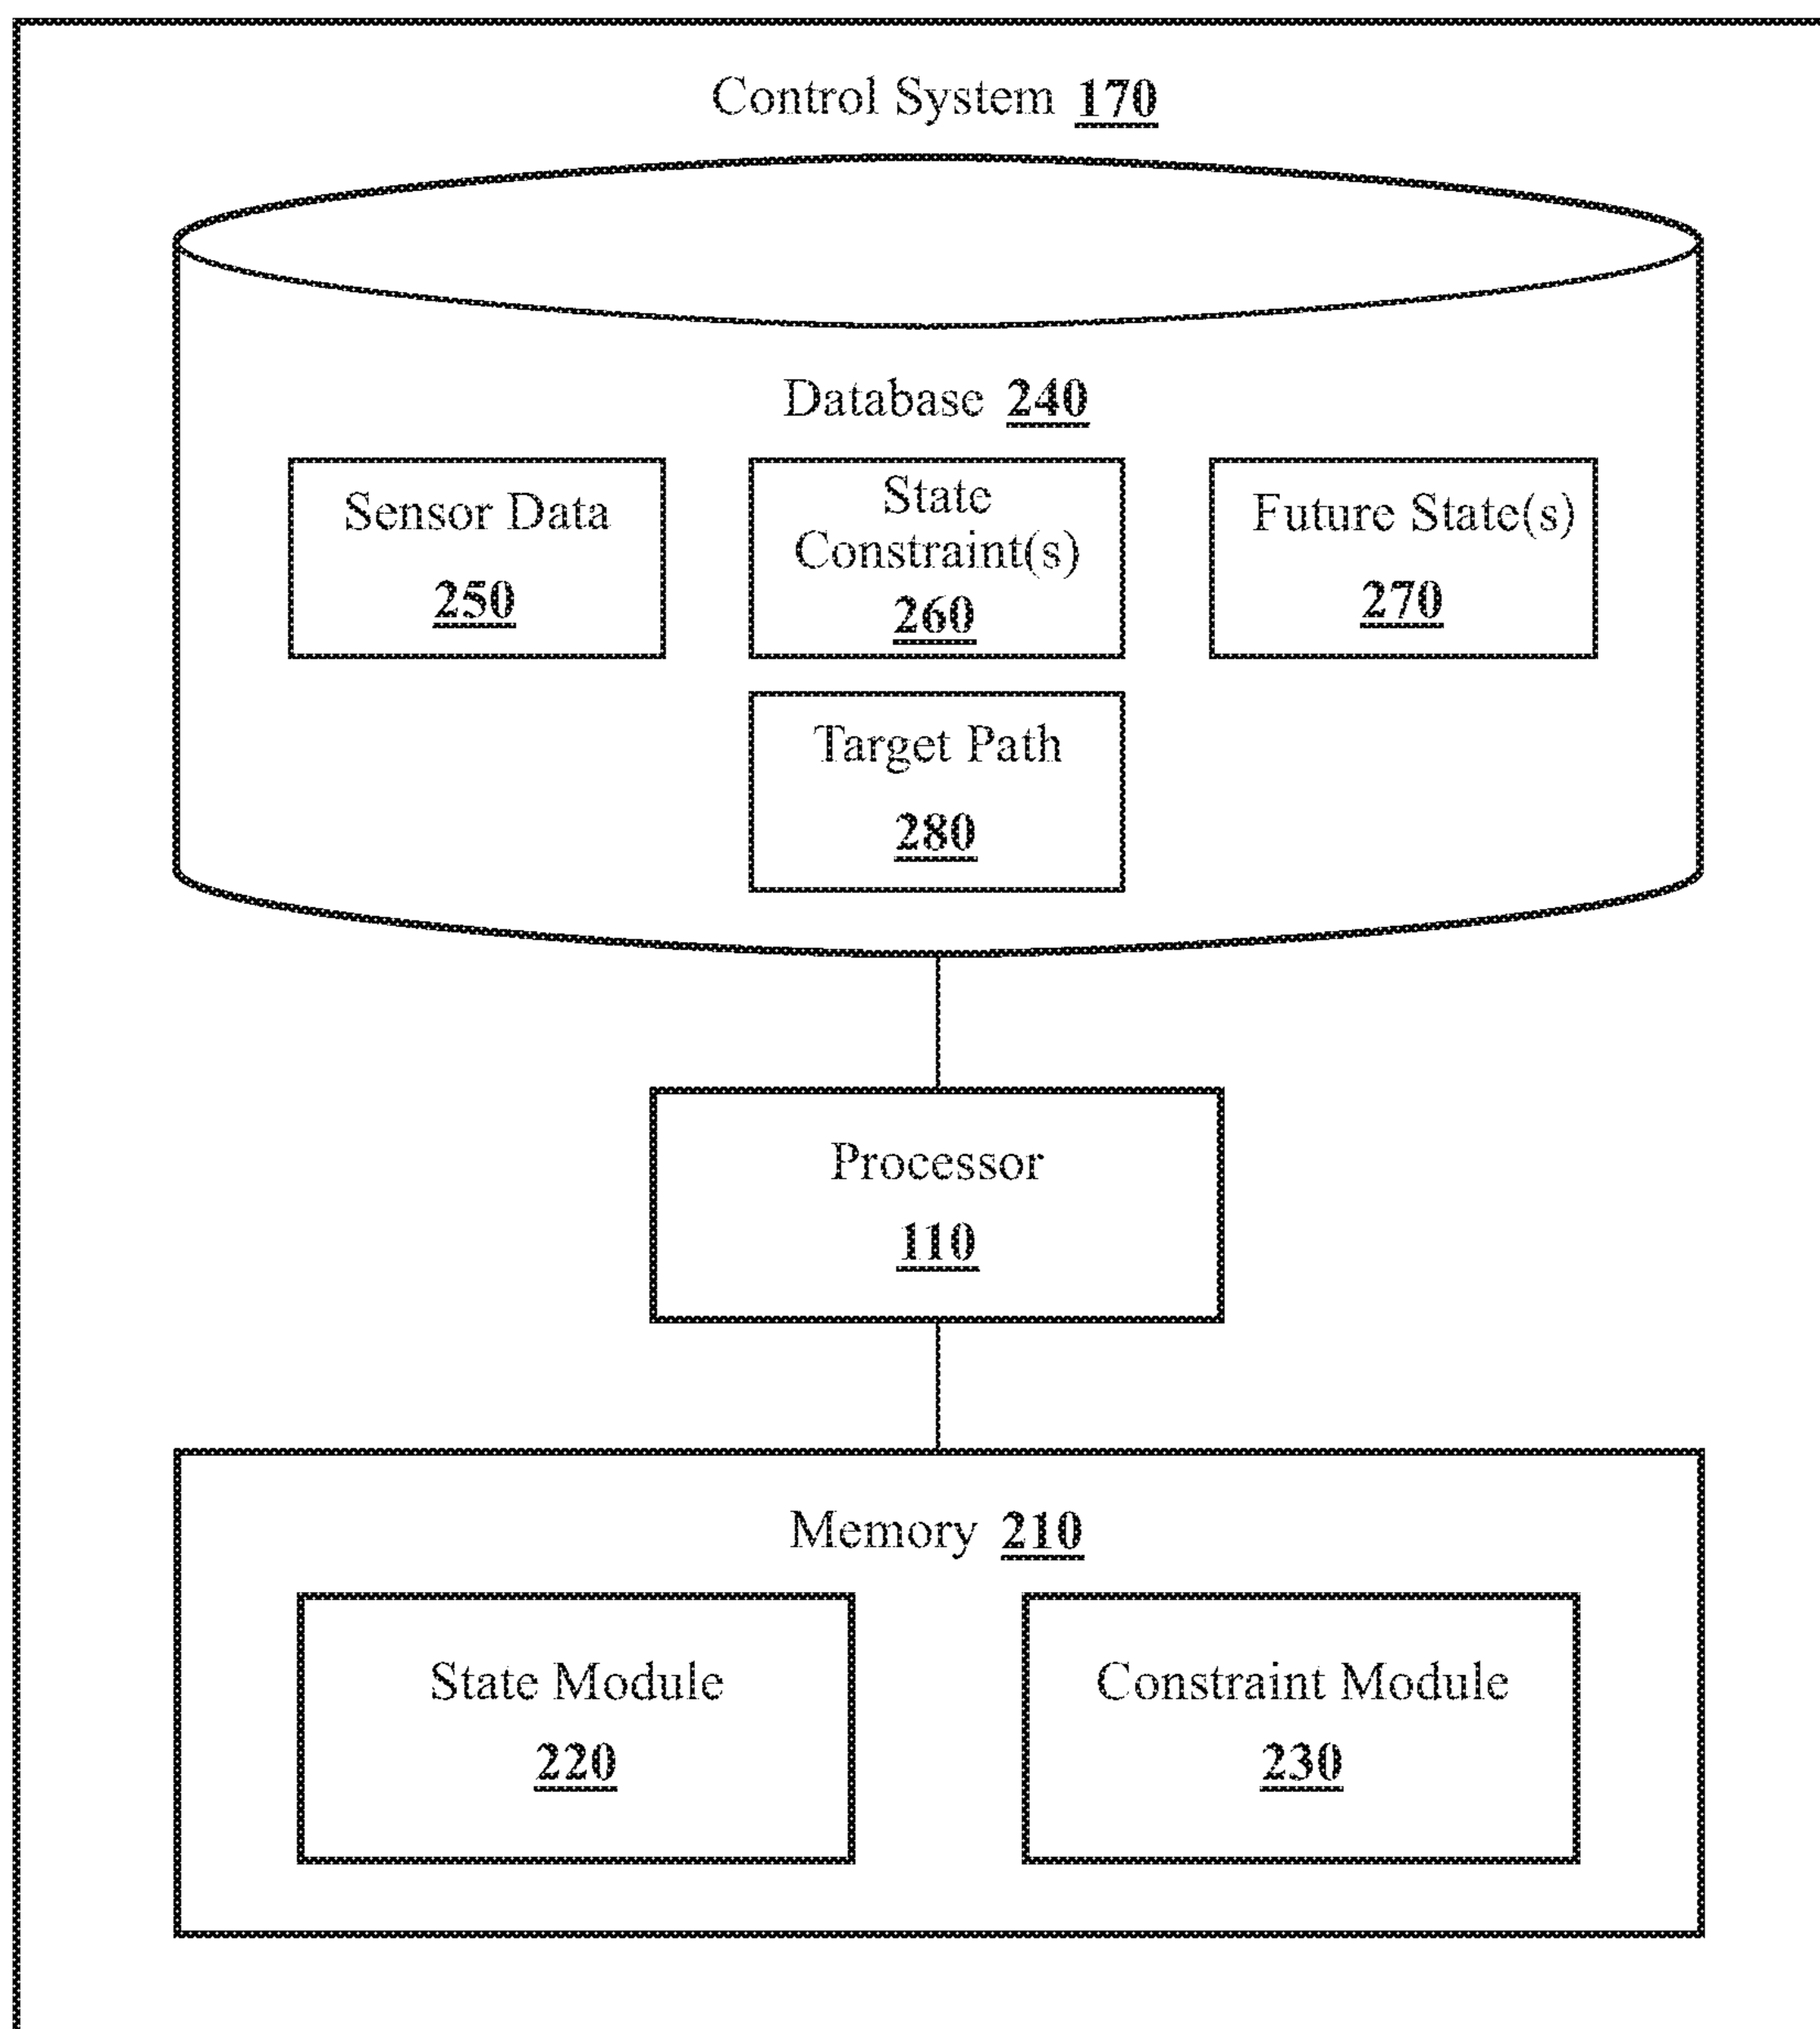 Control System 170
Database 240
Sensor Data
250
State
Constraint(s)
260
Future State(s)
270
Target Path
280
Processor
110
Memory 210
State Module
220
Constraint Module
230